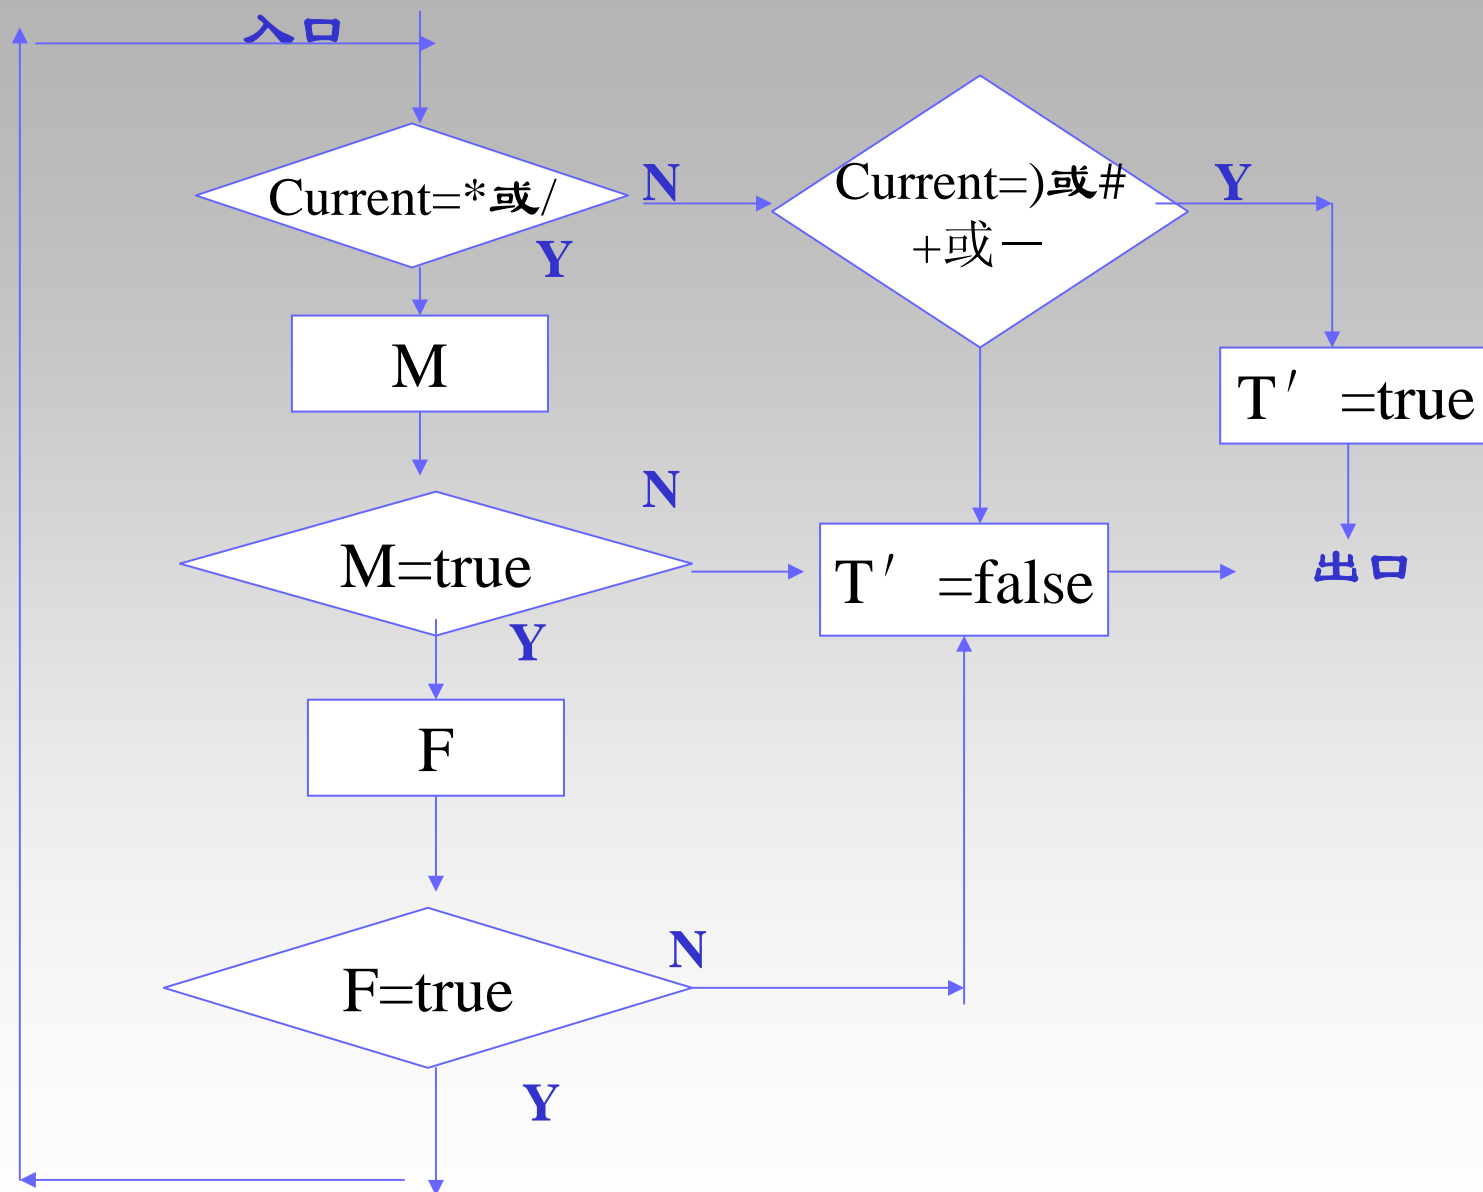 入口
Current=*或/
N
Current=)或#
+或－
Y
Y
M
T′ =true
N
M=true
T′ =false
出口
Y
F
N
F=true
Y